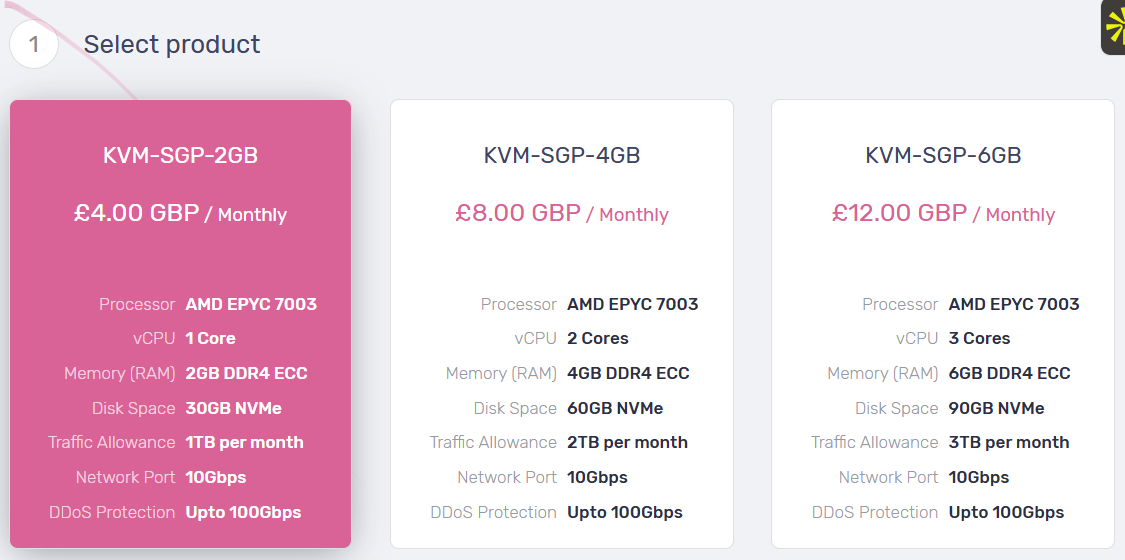 1 Select product
KVM-SGP-2GB
£4.00 GBP / Monthly
Processor AMD EPYC 7003
vCPU 1 Core
Memory (RAM) 2GB DDR4 ECC
Disk Space 30GB NVMe
Traffic Allowance 1TB per month
Network Port 10Gbps
DDoS Protection Upto 100Gbps
KVM-SGP-4GB
£8.00 GBP / Monthly
Processor AMD EPYC 7003
vCPU 2 Cores
Memory (RAM) 4GB DDR4 ECC
Disk Space 60GB NVMe
Traffic Allowance 2TB per month
Network Port 10Gbps
DDoS Protection Upto 100Gbps
KVM-SGP-6GB
£12.00 GBP / Monthly
Processor AMD EPYC 7003
vCPU 3 Cores
Memory (RAM) 6GB DDR4 ECC
Disk Space 90GB NVMe
Traffic Allowance 3TB per month
Network Port 10Gbps
DDoS Protection Upto 100Gbps